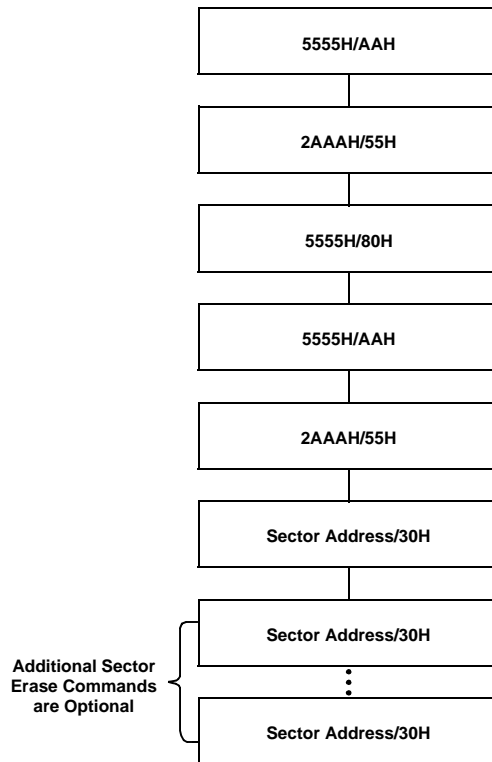 5555H/AAH
2AAAH/55H
5555H/80H
5555H/AAH
2AAAH/55H
Sector Address/30H
Sector Address/30H
Additional Sector
Erase Commands
are Optional
Sector Address/30H